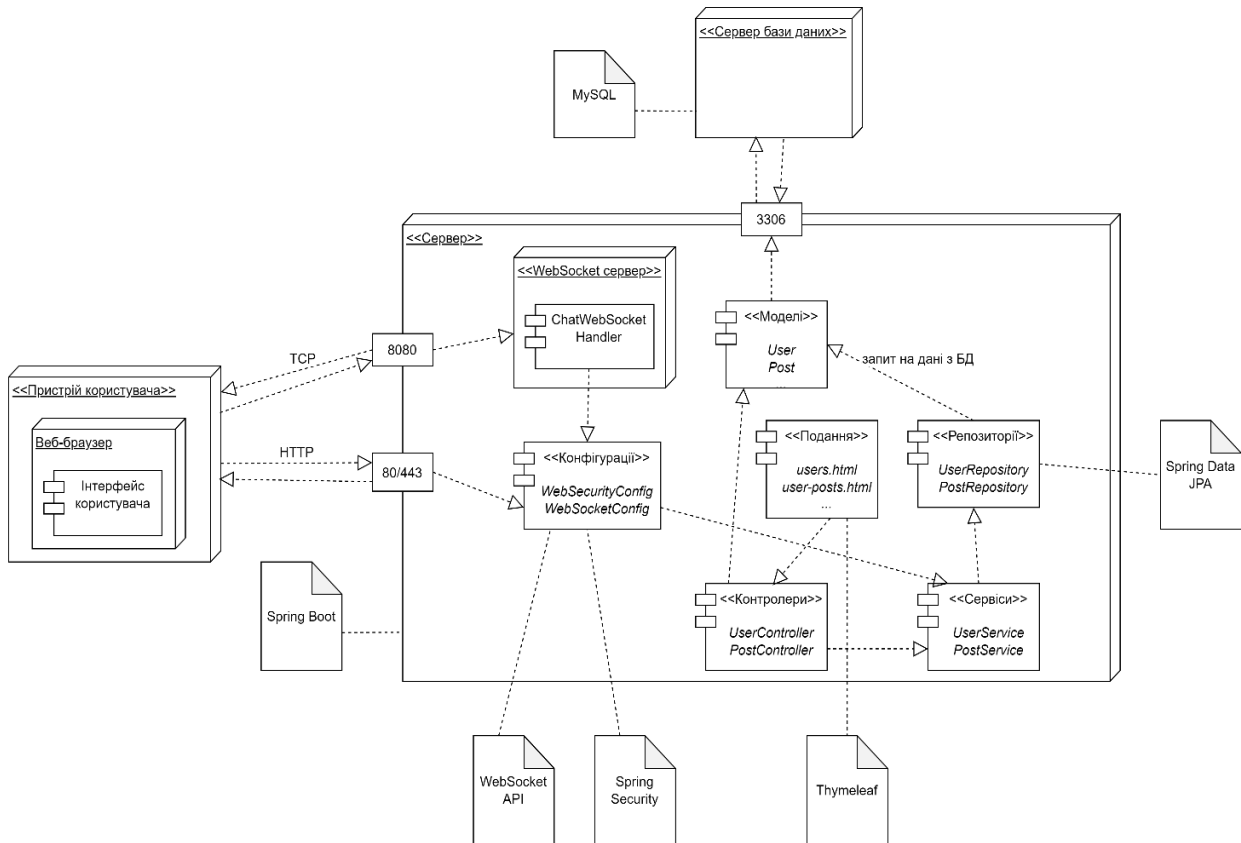 <<Сервер бази даних>>
MySQL
3306
<<Сервер>>
<<WebSocket сервер>>
ChatWebSocket
Handler
<<Моделі>>
User
Post
...
8080
TCP
запит на дані з БД
<<Пристрій користувача>>
Веб-браузер
Інтерфейс
користувача
HTTP
80/443
<<Конфігурації>>
WebSecurityConfig
WebSocketConfig
<<Подання>>
users.html
user-posts.html
...
<<Репозиторії>>
UserRepository
PostRepository
Spring Data
JPA
Spring Boot
<<Контролери>>
UserController
PostController
<<Сервіси>>
UserService
PostService
WebSocket
API
Spring
Security
Thymeleaf